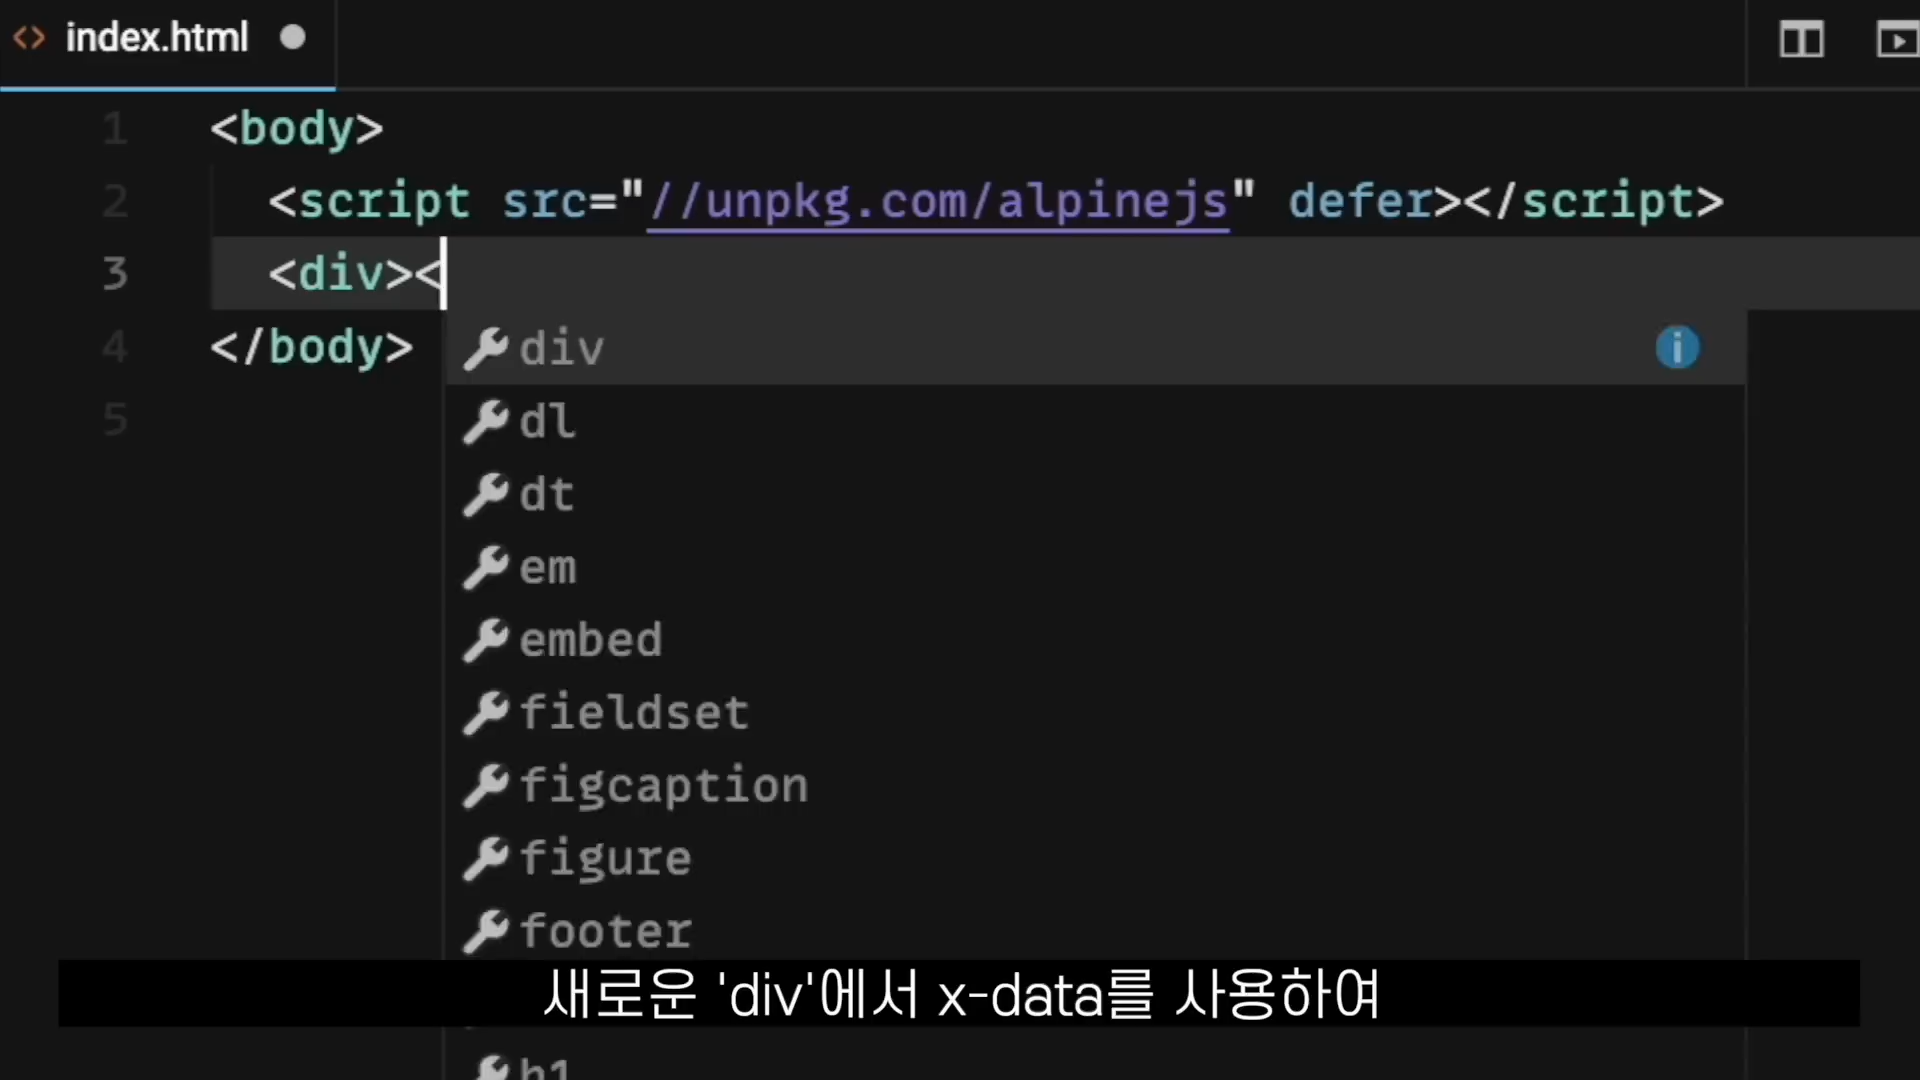 <> index.html
1 <body>
2 <script src="//unpkg.com/alpinejs" defer></script>
3 <div><
4 </body>
5
div
dl
dt
em
embed
fieldset
figcaption
figure
footer
새로운 'div'에서 x-data를 사용하여
h1